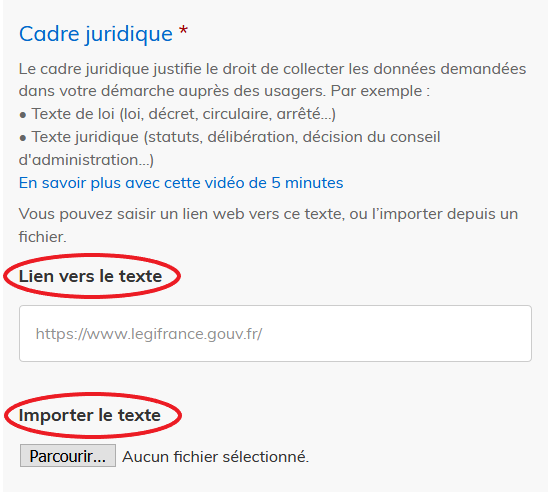 Cadre juridique *
Le cadre juridique justifie le droit de collecter les données demandées
dans votre démarche auprès des usagers. Par exemple :
• Texte de loi (loi, décret, circulaire, arrêté...)
• Texte juridique (statuts, délibération, décision du conseil
d'administration...)
En savoir plus avec cette vidéo de 5 minutes
Vous pouvez saisir un lien web vers ce texte, ou l’importer depuis un
fichier.
Lien vers le texte
https://www.legifrance.gouv.fr/
Importer le texte
Parcourir... Aucun fichier sélectionné.